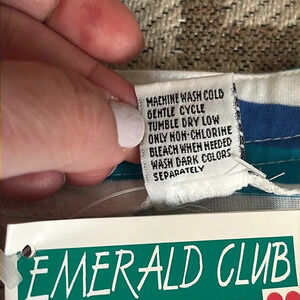 MACHINE WASH COLD
GENTLE CYCLE
TUMBLE DRY LOW
ONLY NON-CHLORINE
BLEACH WHEN NEEDED
WASH DARK COLORS
SEPARATELY
EMERALD CLUB